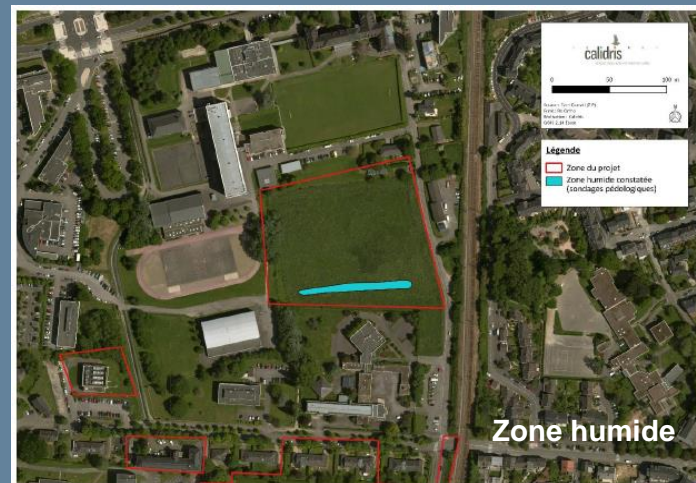 calidris
0 50 100 m
Légende
Zone du projet
Zone humide constatée
(sondages pédologiques)
Zone humide